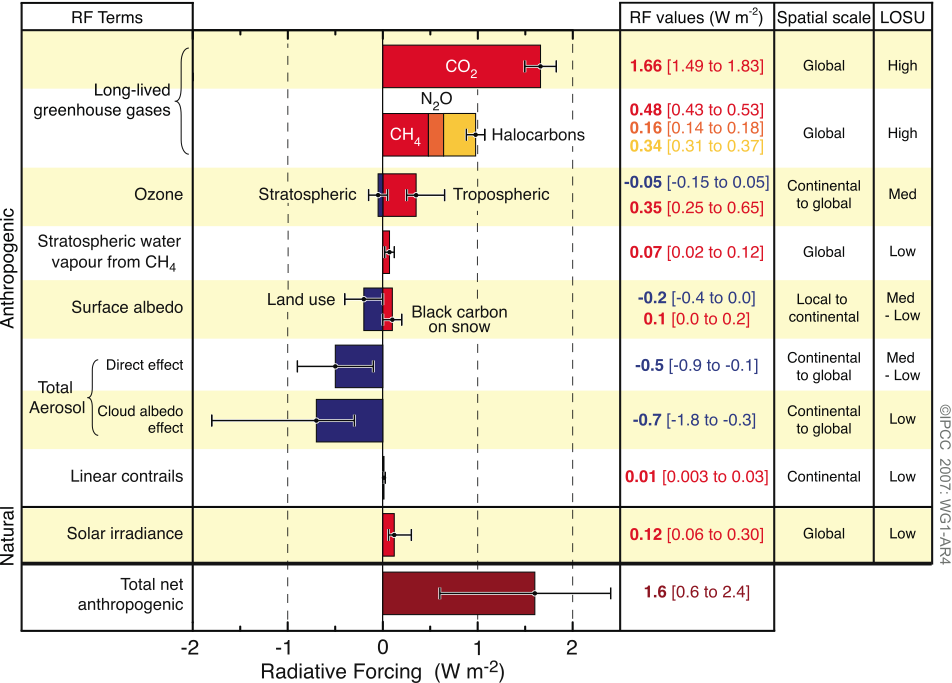 RF Terms
RF values (W m-2)
Spatial scale
LOSU
Anthropogenic
Long-lived
greenhouse gases
CO2
1.66 [1.49 to 1.83]
Global
High
N2O
CH4
Halocarbons
0.48 [0.43 to 0.53]
0.16 [0.14 to 0.18]
0.34 [0.31 to 0.37]
Global
High
Ozone
Stratospheric
Tropospheric
-0.05 [-0.15 to 0.05]
0.35 [0.25 to 0.65]
Continental
to global
Med
Stratospheric water
vapour from CH4
0.07 [0.02 to 0.12]
Global
Low
Surface albedo
Land use
Black carbon
on snow
-0.2 [-0.4 to 0.0]
0.1 [0.0 to 0.2]
Local to
continental
Med
- Low
Total
Aerosol
Direct effect
-0.5 [-0.9 to -0.1]
Continental
to global
Med
- Low
Cloud albedo
effect
-0.7 [-1.8 to -0.3]
Continental
to global
Low
Linear contrails
0.01 [0.003 to 0.03]
Continental
Low
Natural
Solar irradiance
0.12 [0.06 to 0.30]
Global
Low
Total net
anthropogenic
1.6 [0.6 to 2.4]
-2 -1 0 1 2
Radiative Forcing (W m-2)
©IPCC 2007: WG1-AR4